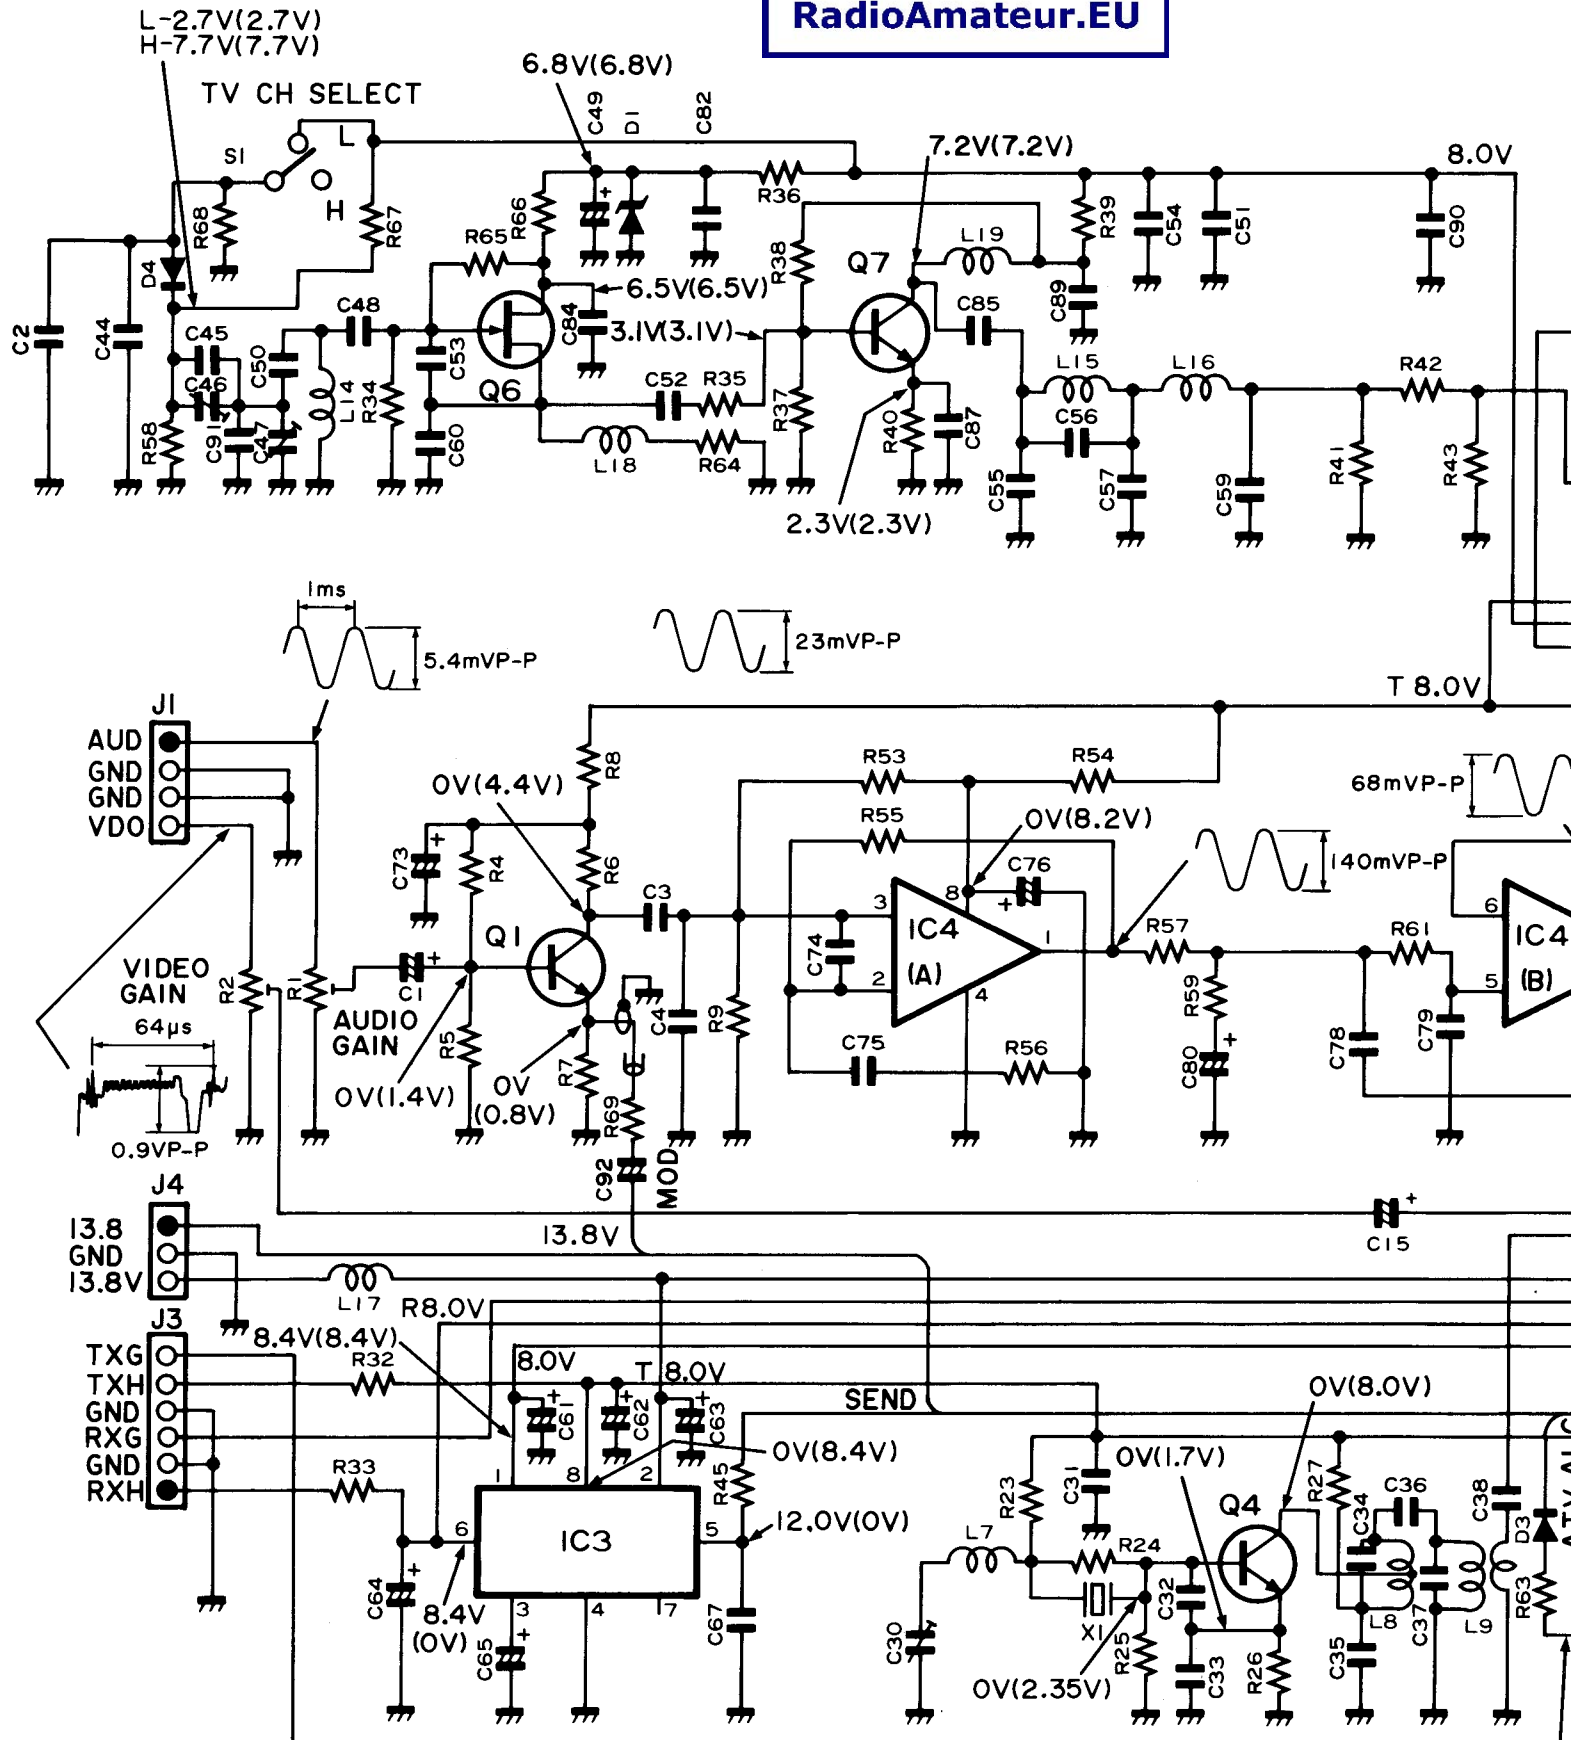 RadioAmateur.EU
L-2.7V(2.7V)
H-7.7V(7.7V)
6.8V(6.8V)
TV CH SELECT
C49
D1
C82
L
7.2V(7.2V)
8.0V
S1
H
R68
R67
R66
R36
R39
C54
C51
C90
R65
R38
L19
Q7
D4
6.5V(6.5V)
C89
C2
C44
C45
C50
C48
C84
3.1V(3.1V)
C85
C53
L15
L16
R42
C46
L14
R34
Q6
C52
R35
R37
C56
R40
C87
R58
C91
C47
C60
L18
R64
C55
C57
C59
R41
R43
2.3V(2.3V)
1ms
5.4mVP-P
23mVP-P
T 8.0V
J1
AUD
GND
GND
VDO
R8
R53
R54
68mVP-P
0V(4.4V)
R55
0V(8.2V)
C73
R4
R6
C76
140mVP-P
C3
3
8
6
Q1
IC4
1
R57
R61
IC4
VIDEO
GAIN
R2
R1
C1
C74
(A)
2
4
(B)
5
R59
AUDIO
GAIN
C4
R9
64µs
R5
C75
R56
C78
C79
R7
C80
0V(1.4V)
0V
(0.8V)
R69
0.9VP-P
C92
MOD
J4
13.8
GND
13.8V
13.8V
C15
L17
R8.0V
J3
8.4V(8.4V)
TXG
TXH
GND
RXG
GND
RXH
R32
8.0V
T 8.0V
C61
C62
C63
SEND
0V(8.0V)
0V(8.4V)
0V(1.7V)
R33
1
8
2
R45
R23
C31
R27
C36
C34
C38
D3
12.0V(0V)
Q4
6
IC3
5
L7
R24
C64
8.4V
(0V)
3
4
7
C67
C30
X1
C32
R25
C33
R26
L8
C37
L9
R63
C35
C65
0V(2.35V)